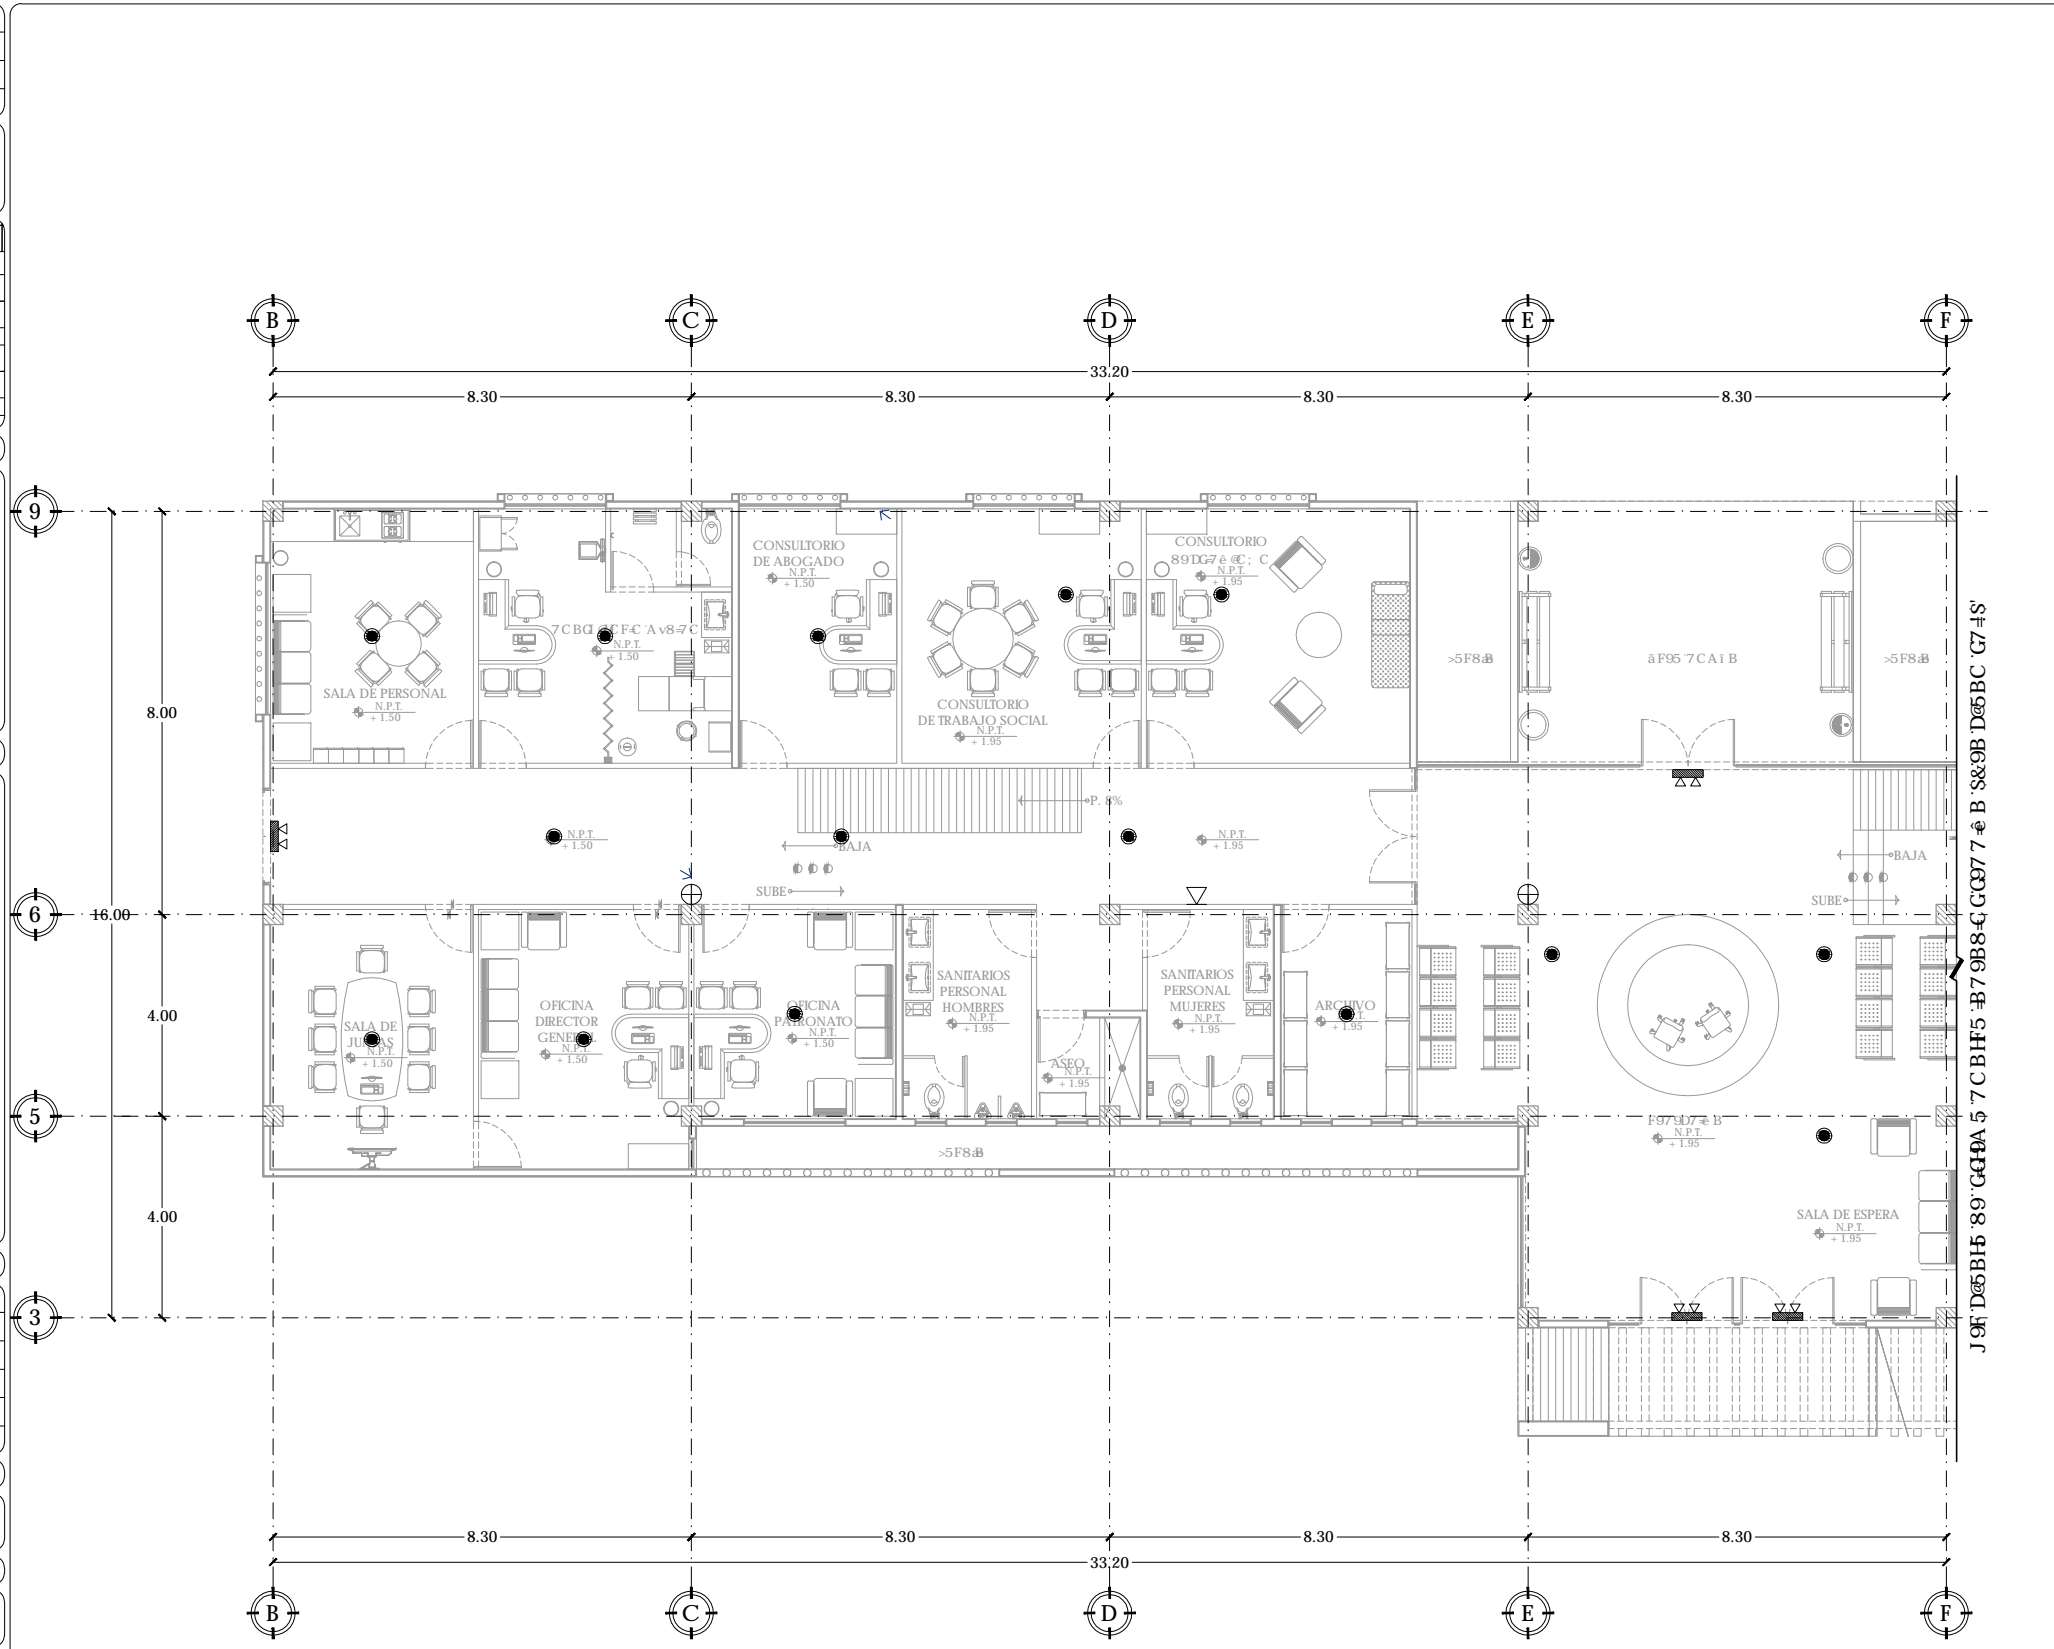 B
C
D
E
F
33.20
8.30
8.30
8.30
8.30
9
CONSULTORIO
DE ABOGADO
N.P.T.
+ 1.50
CONSULTORIO
N.P.T.
+ 1.95
N.P.T.
+ 1.50
SALA DE PERSONAL
N.P.T.
+ 1.50
CONSULTORIO
DE TRABAJO SOCIAL
N.P.T.
+ 1.95
8.00
P. 8%
N.P.T.
+ 1.50
BAJA
N.P.T.
+ 1.95
BAJA
SUBE
SUBE
6
16.00
SALA DE
JUNTAS
N.P.T.
+ 1.50
OFICINA
DIRECTOR
GENERAL
N.P.T.
+ 1.50
OFICINA
PATRONATO
N.P.T.
+ 1.50
SANITARIOS
PERSONAL
HOMBRES
N.P.T.
+ 1.95
ASEO
N.P.T.
+ 1.95
SANITARIOS
PERSONAL
MUJERES
N.P.T.
+ 1.95
ARCHIVO
N.P.T.
+ 1.95
4.00
5
N.P.T.
+ 1.95
4.00
SALA DE ESPERA
N.P.T.
+ 1.95
3
8.30
8.30
8.30
8.30
33.20
B
C
D
E
F